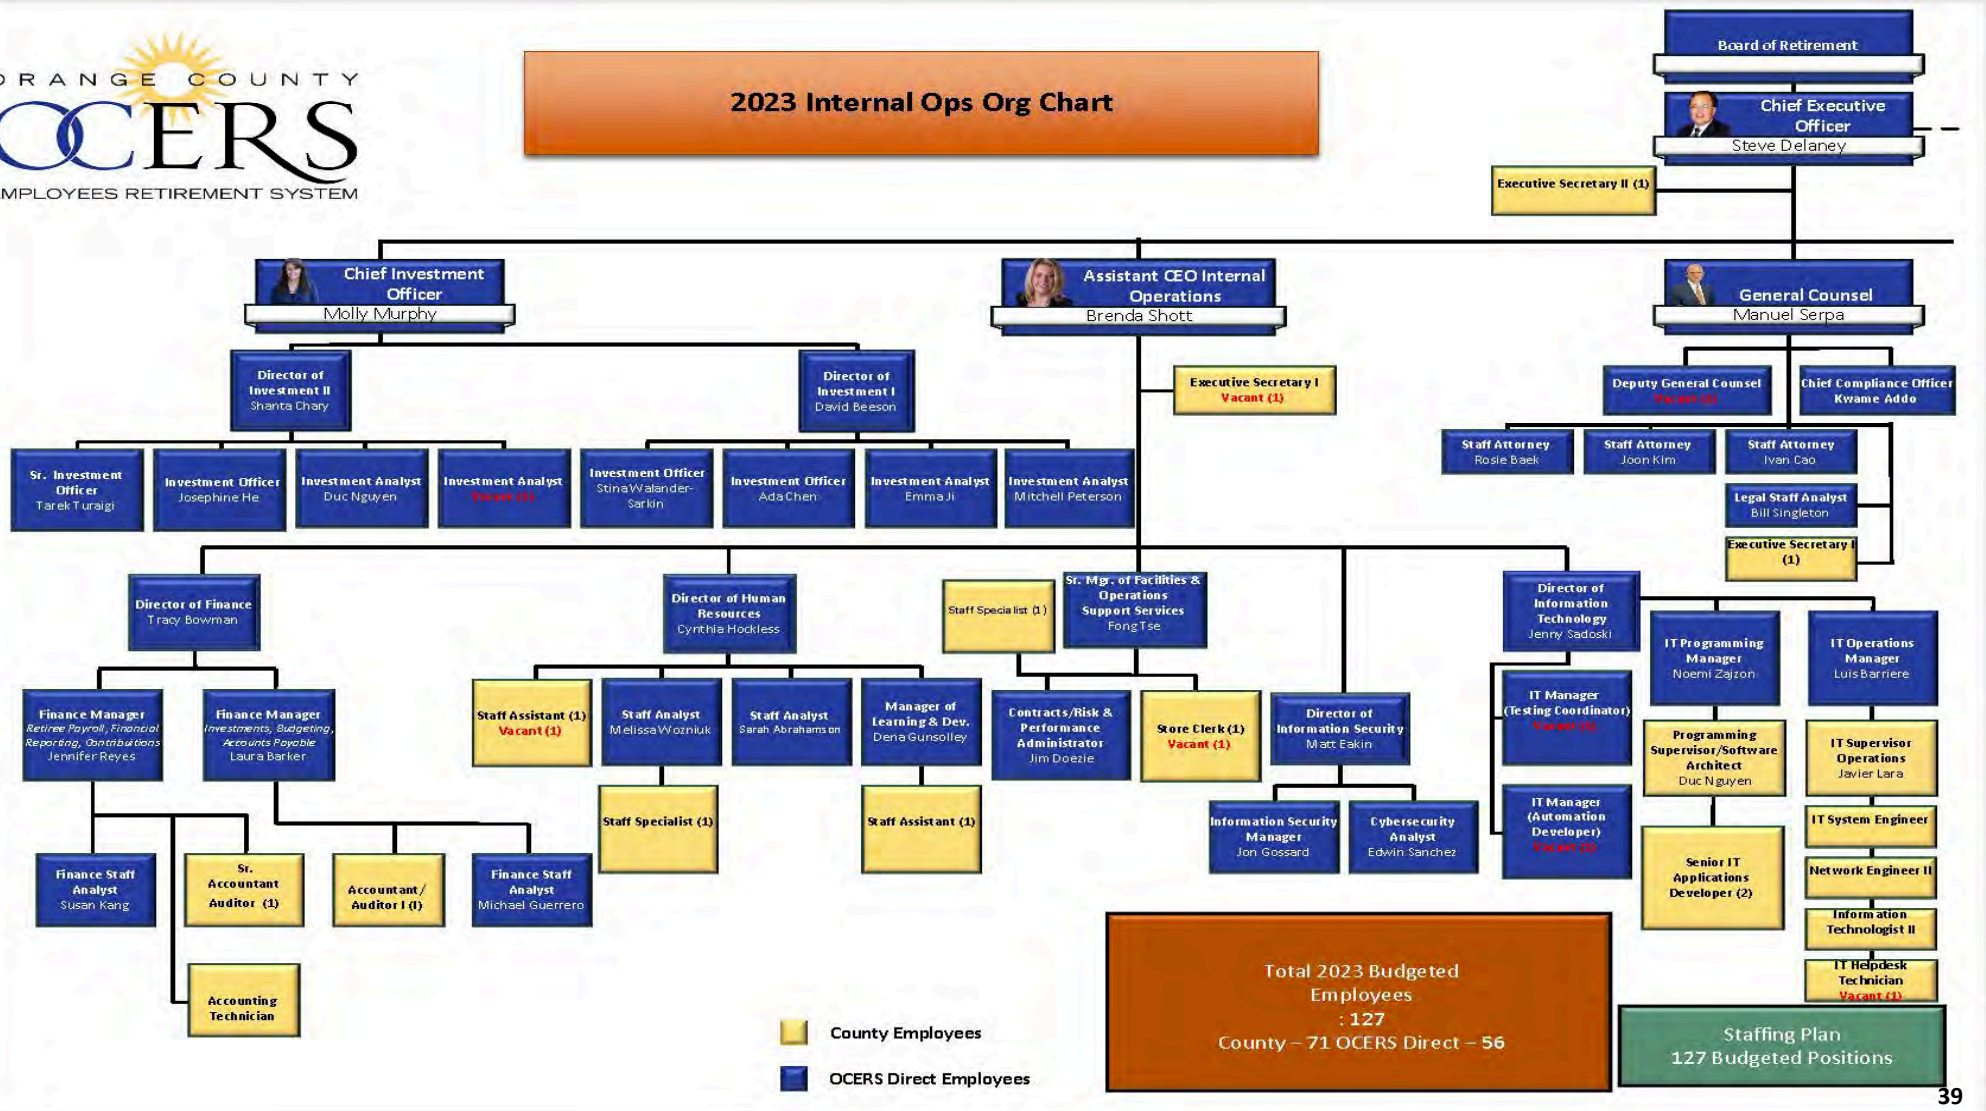 ORANGE COUNTY
OCERS
EMPLOYEES RETIREMENT SYSTEM
2023 Internal Ops Org Chart
Board of Retirement
Chief Executive
Officer
Steve Delaney
Executive Secretary II (1)
Chief Investment
Officer
Molly Murphy
Assistant CEO Internal
Operations
Brenda Shott
General Counsel
Manuel Serpa
Director of
Investment II
Shanta Chary
Director of
Investment I
David Beeson
Executive Secretary I
Vacant (1)
Deputy General Counsel
Vacant (1)
Chief Compliance Officer
Kwame Addo
Staff Attorney
Rosie Baek
Staff Attorney
Joon Kim
Staff Attorney
Ivan Cao
Sr. Investment
Officer
Tarek Turaigi
Investment Officer
Josephine He
Investment Analyst
Duc Nguyen
Investment Analyst
Vacant (1)
Investment Officer
Stina Walander-
Sarkin
Investment Officer
Ada Chen
Investment Analyst
Emma Ji
Investment Analyst
Mitchell Peterson
Legal Staff Analyst
Bill Singleton
Executive Secretary I
(1)
Director of Finance
Tracy Bowman
Director of Human
Resources
Cynthia Hockless
Staff Specialist (1)
Sr. Mgr. of Facilities &
Operations
Support Services
Fong Tse
Director of
Information
Technology
Jenny Sadoski
IT Programming
Manager
Noemi Zajzon
IT Operations
Manager
Luis Barriere
Finance Manager
Retiree Payroll, Financial
Reporting, Contributions
Jennifer Reyes
Finance Manager
Investments, Budgeting,
Accounts Payable
Laura Barker
Staff Assistant (1)
Vacant (1)
Staff Analyst
Melissa Wozniuk
Staff Analyst
Sarah Abrahamson
Manager of
Learning & Dev.
Dena Gunsolley
Contracts/Risk &
Performance
Administrator
Jim Doezie
Store Clerk (1)
Vacant (1)
Director of
Information Security
Matt Eakin
IT Manager
(Testing Coordinator)
Vacant (1)
Programming
Supervisor/Software
Architect
Duc Nguyen
IT Supervisor
Operations
Javier Lara
Staff Specialist (1)
Staff Assistant (1)
Information Security
Manager
Jon Gossard
Cybersecurity
Analyst
Edwin Sanchez
IT Manager
(Automation
Developer)
Vacant (1)
IT System Engineer
Senior IT
Applications
Developer (2)
Network Engineer II
Information
Technologist II
IT Helpdesk
Technician
Vacant (1)
Finance Staff
Analyst
Susan Kang
Sr.
Accountant
Auditor (1)
Accountant/
Auditor I (I)
Finance Staff
Analyst
Michael Guerrero
Accounting
Technician
County Employees
OCERS Direct Employees
Total 2023 Budgeted
Employees
: 127
County – 71 OCERS Direct – 56
Staffing Plan
127 Budgeted Positions
39